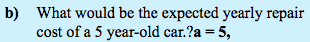 b) What would be the expected yearly repair
cost of a 5 year-old car.?a = 5,